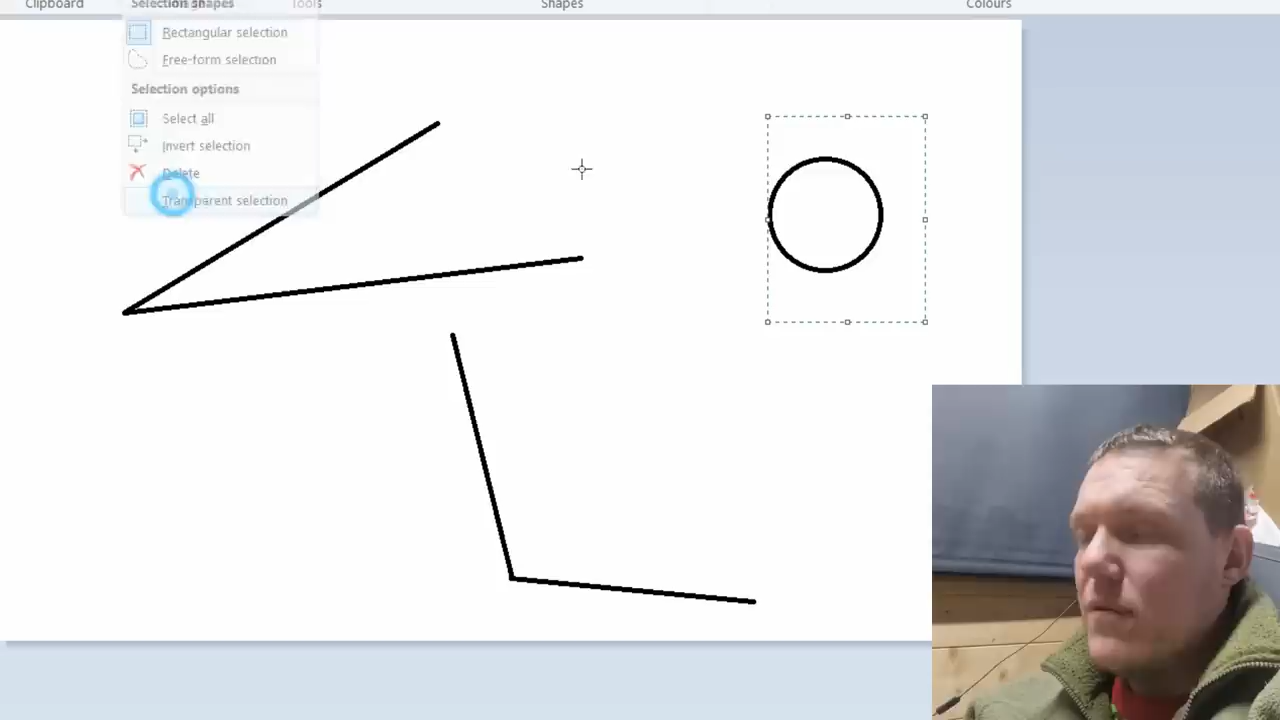 Clipboard
Tools
Shapes
Colours
Selection shapes
Rectangular selection
Free-form selection
Selection options
Select all
Invert selection
Delete
Transparent selection